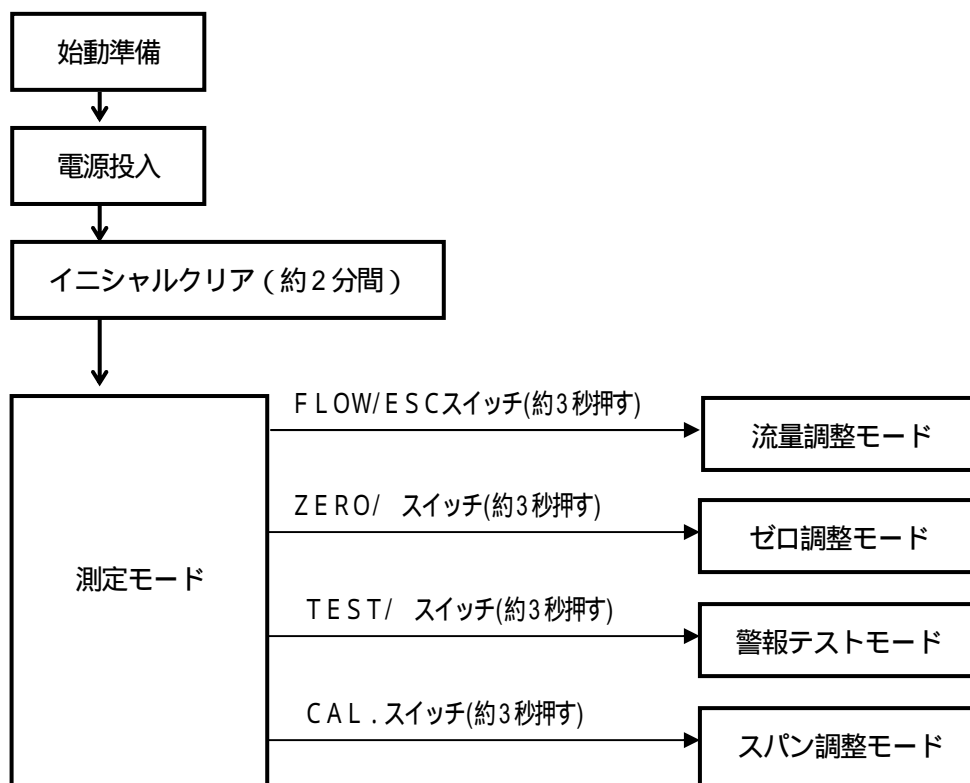 始動準備
電源投入
イニシャルクリア（約２分間）
測定モード
FLOW/ESCスイッチ(約3秒押す)
流量調整モード
ZERO/ スイッチ(約3秒押す)
ゼロ調整モード
TEST/ スイッチ(約3秒押す)
警報テストモード
CAL.スイッチ(約3秒押す)
スパン調整モード